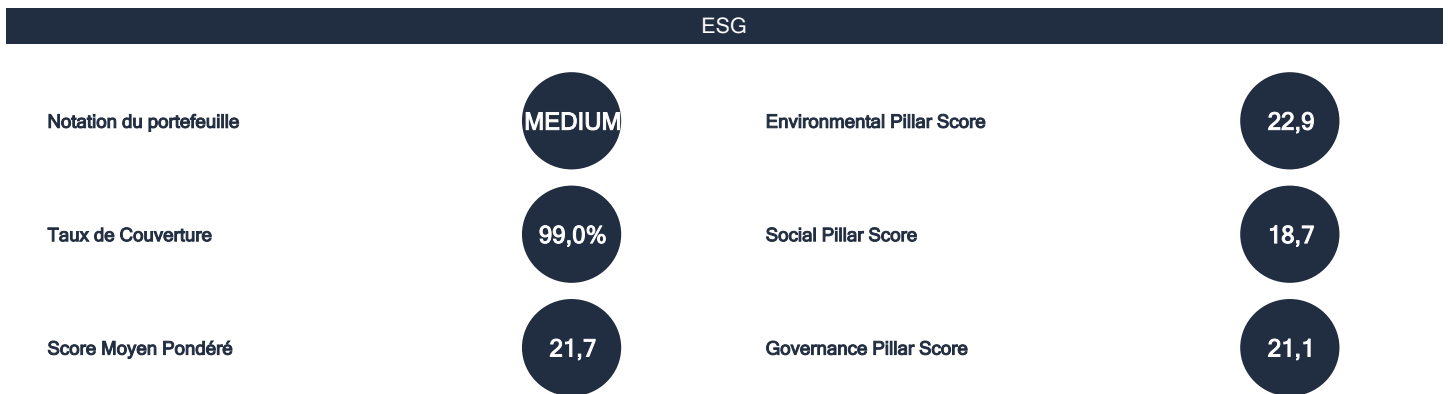 ESG
Notation du portefeuille
MEDIUM
Environmental Pillar Score
22,9
Taux de Couverture
99,0%
Social Pillar Score
18,7
Score Moyen Pondéré
21,7
Governance Pillar Score
21,1